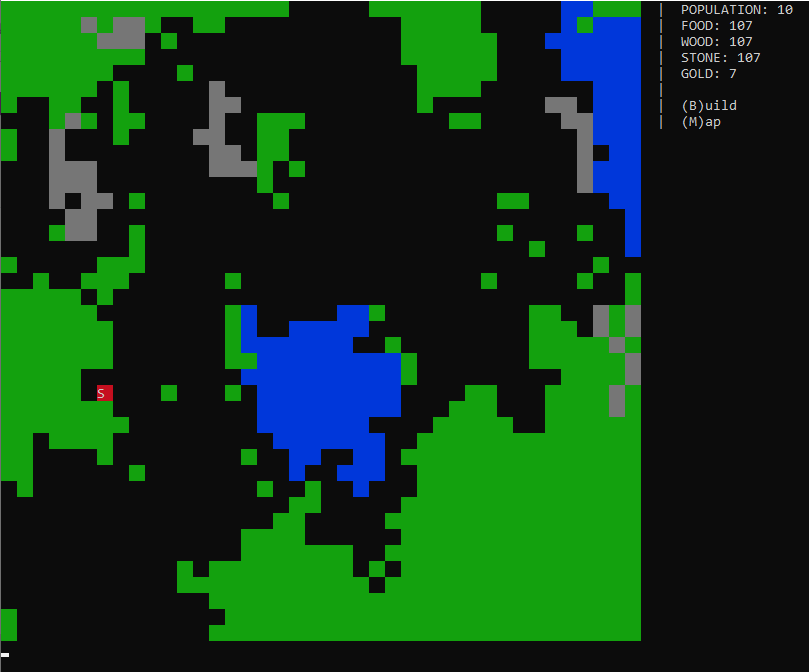 POPULATION: 10
FOOD: 107
WOOD: 107
STONE: 107
GOLD: 7
(B)uild
(M)ap
S